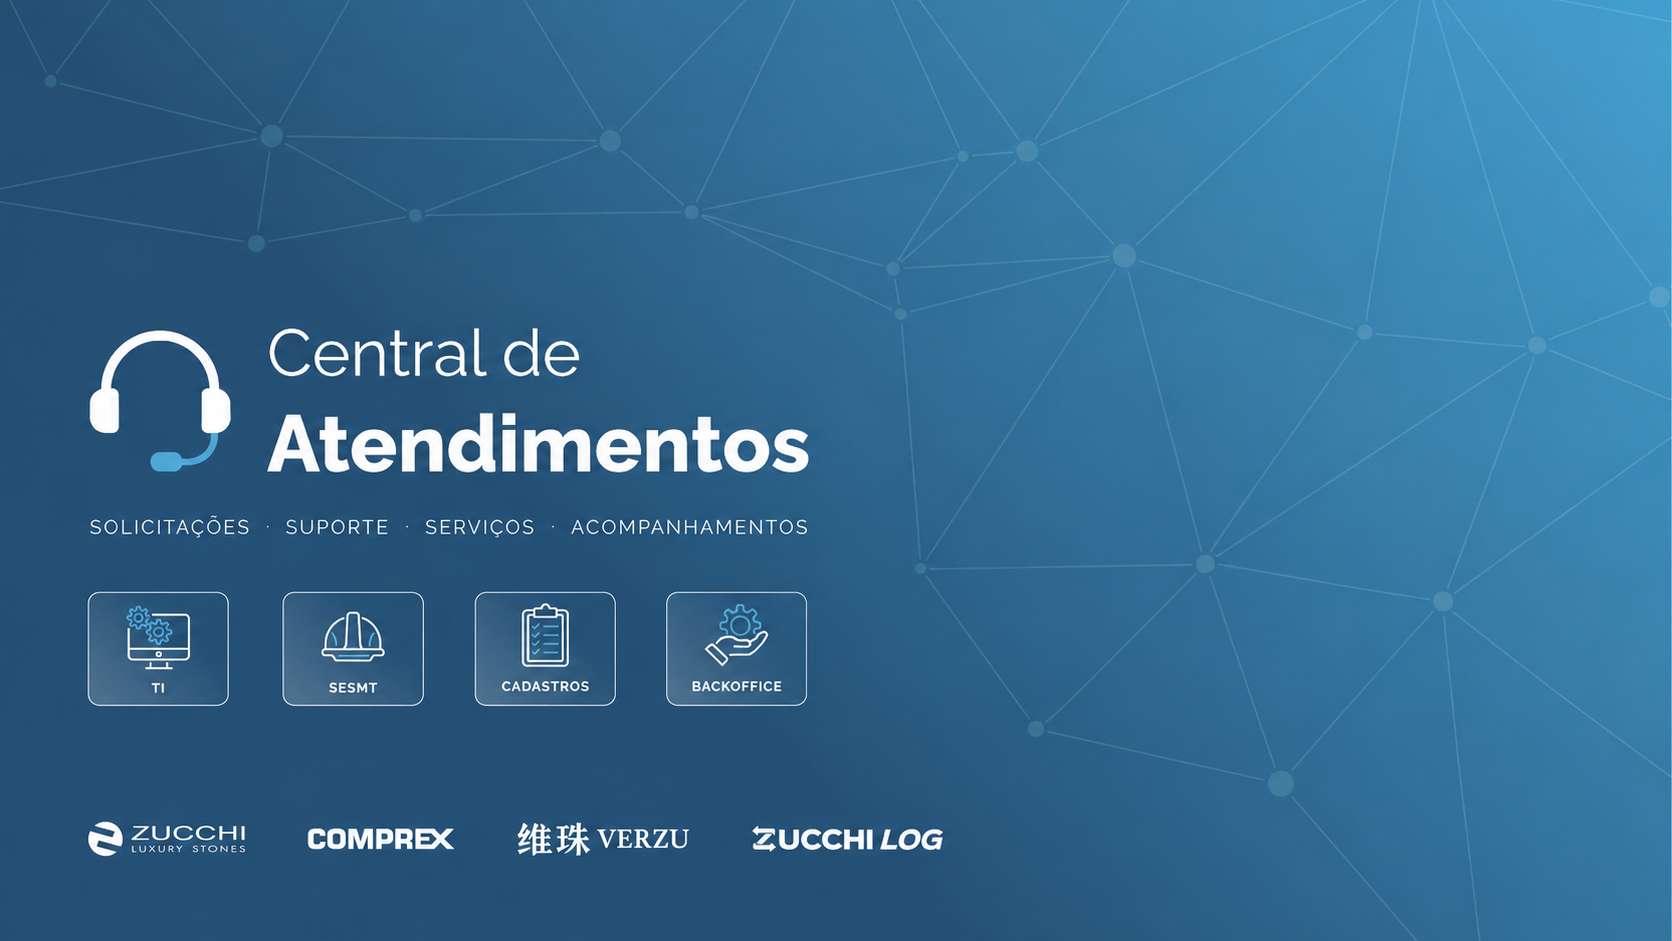 Central de
Atendimentos
SOLICITAÇÕES · SUPORTE · SERVIÇOS · ACOMPANHAMENTOS
TI SESMT CADASTROS BACKOFFICE
ZUCCHI COMPREX 维珠 VERZU ZUCCHI LOG
LUXURY STONES